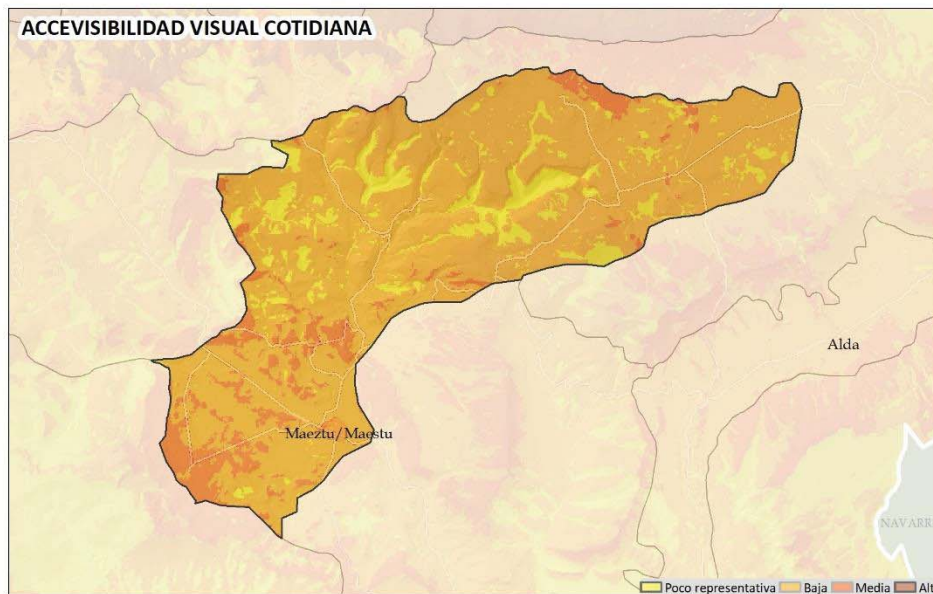 ACCEVISIBILIDAD VISUAL COTIDIANA
Alda
Maeztu/Maestu
NAVARR
Poco representativa Baja Media Alt